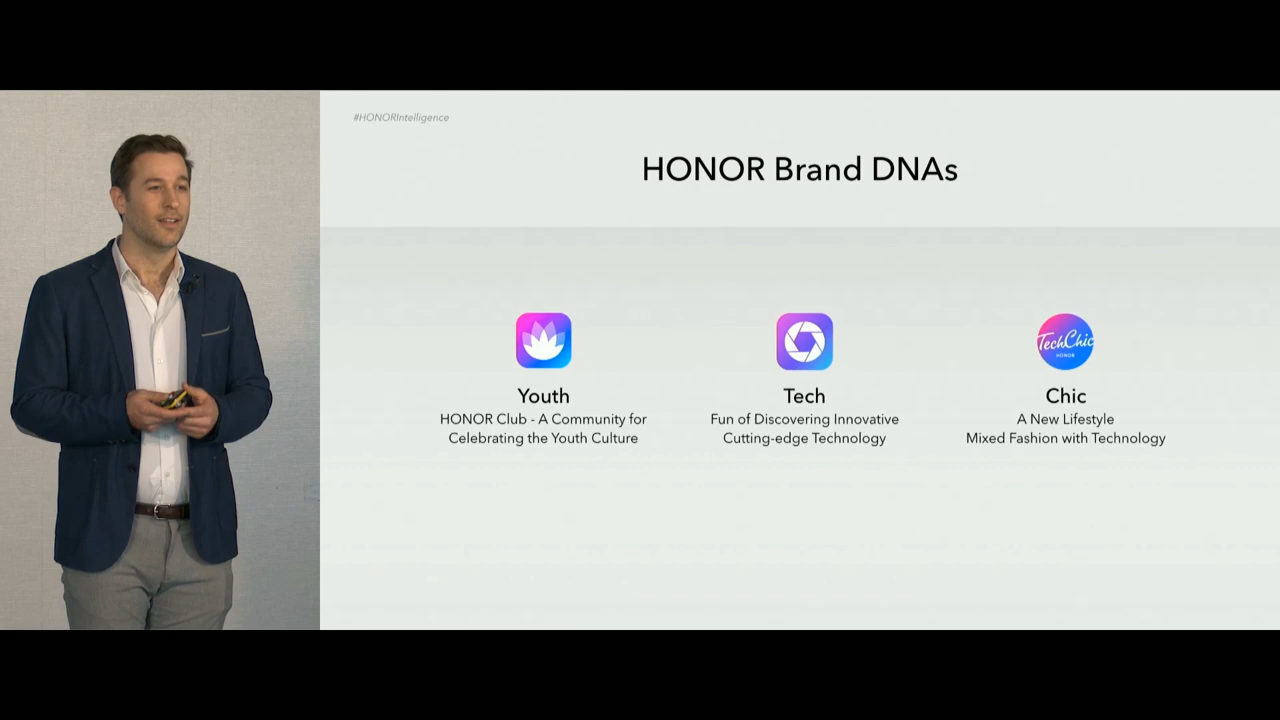 #HONORIntelligence
HONOR Brand DNAs
TechChic
HONOR
Youth
HONOR Club - A Community for
Celebrating the Youth Culture
Tech
Fun of Discovering Innovative
Cutting-edge Technology
Chic
A New Lifestyle
Mixed Fashion with Technology